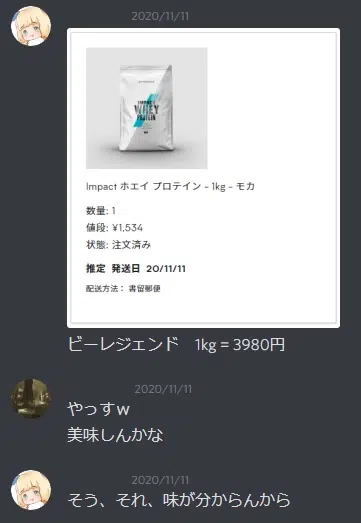 2020/11/11
IMPACT
WHEY
PROTEIN
Impact ホエイ プロテイン - 1kg - モカ
数量: 1
値段: ¥1,534
状態: 注文済み
推定 発送日 20/11/11
配送方法： 書留郵便
ビーレジェンド　1kg = 3980円
2020/11/11
やっすｗ
美味しんかな
2020/11/11
そう、それ、味が分からんから